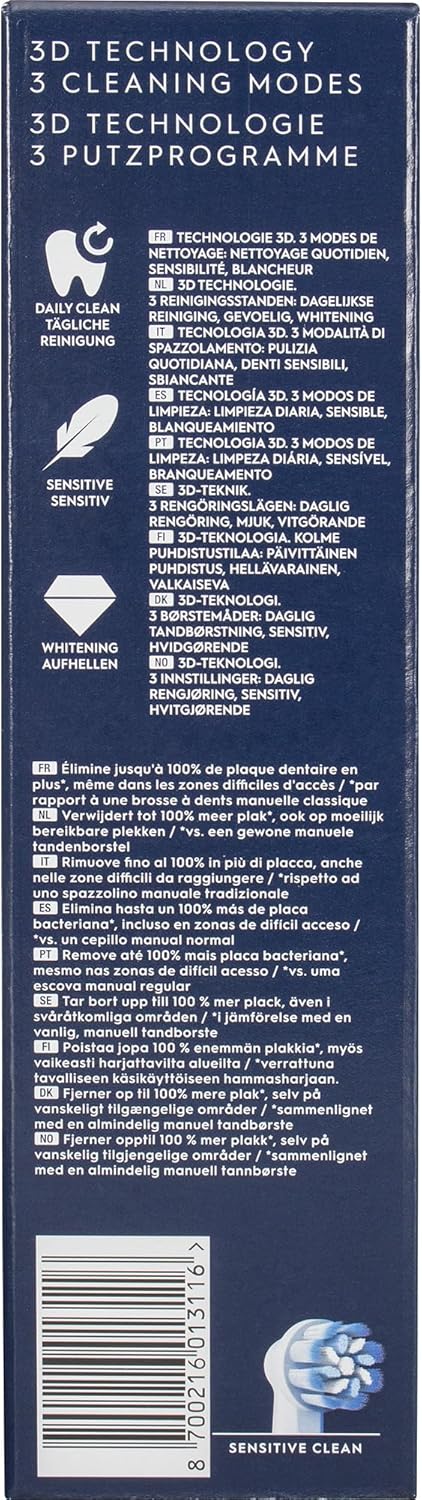 3D TECHNOLOGY
3 CLEANING MODES
3D TECHNOLOGIE
3 PUTZPROGRAMME
DAILY CLEAN
TÄGLICHE
REINIGUNG
SENSITIVE
SENSITIV
WHITENING
AUFHELLEN
FR TECHNOLOGIE 3D. 3 MODES DE
NETTOYAGE: NETTOYAGE QUOTIDIEN,
SENSIBILITÉ, BLANCHEUR
NL 3D TECHNOLOGIE.
3 REINIGINGSSTANDEN: DAGELIJKSE
REINIGING, GEVOELIG, WHITENING
IT TECNOLOGIA 3D. 3 MODALITÀ DI
SPAZZOLAMENTO: PULIZIA
QUOTIDIANA, DENTI SENSIBILI,
SBIANCANTE
ES TECNOLOGÍA 3D. 3 MODOS DE
LIMPIEZA: LIMPIEZA DIARIA, SENSIBLE,
BLANQUEAMIENTO
PT TECNOLOGIA 3D. 3 MODOS DE
LIMPEZA: LIMPEZA DIÁRIA, SENSÍVEL,
BRANQUEAMENTO
SE 3D-TEKNIK.
3 RENGÖRINGSLÄGEN: DAGLIG
RENGÖRING, MJUK, VITGÖRANDE
FI 3D-TEKNOLOGIA. KOLME
PUHDISTUSTILAA: PÄIVITTÄINEN
PUHDISTUS, HELLÄVARAINEN,
VALKAISEVA
DK 3D-TEKNOLOGI.
3 BØRSTEMÅDER: DAGLIG
TANDBØRSTNING, SENSITIV,
HVIDGØRENDE
NO 3D-TEKNOLOGI.
3 INNSTILLINGER: DAGLIG
RENGJØRING, SENSITIV,
HVITGJØRENDE
FR Élimine jusqu'à 100% de plaque dentaire en
plus*, même dans les zones difficiles d'accès / *par
rapport à une brosse à dents manuelle classique
NL Verwijdert tot 100% meer plak*, ook op moeilijk
bereikbare plekken / *vs. een gewone manuele
tandenborstel
IT Rimuove fino al 100% in più di placca, anche
nelle zone difficili da raggiungere / *rispetto ad
uno spazzolino manuale tradizionale
ES Elimina hasta un 100% más de placa
bacteriana*, incluso en zonas de difícil acceso /
*vs. un cepillo manual normal
PT Remove até 100% mais placa bacteriana*,
mesmo nas zonas de difícil acesso / *vs. uma
escova manual regular
SE Tar bort upp till 100 % mer plack, även i
svåråtkomliga områden / *i jämförelse med en
vanlig, manuell tandborste
FI Poistaa jopa 100 % enemmän plakkia*, myös
vaikeasti harjattavilta alueilta / *verrattuna
tavalliseen käsikäyttöiseen hammasharjaan.
DK Fjerner op til 100% mere plak*, selv på
vanskeligt tilgængelige områder / *sammenlignet
med en almindelig manuel tandbørste
NO Fjerner opptil 100 % mer plakk*, selv på
vanskelig tilgjengelige områder / *sammenlignet
med en almindelig manuell tannbørste
8 700216 013116 >
SENSITIVE CLEAN